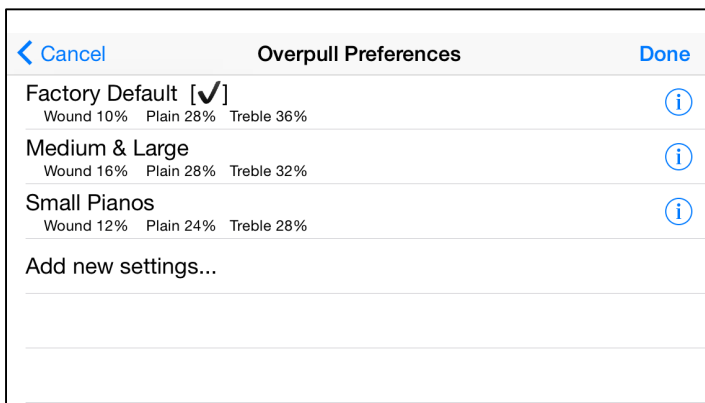 Cancel Overpull Preferences Done
Factory Default [✔]
Wound 10% Plain 28% Treble 36%
Medium & Large
Wound 16% Plain 28% Treble 32%
Small Pianos
Wound 12% Plain 24% Treble 28%
Add new settings...